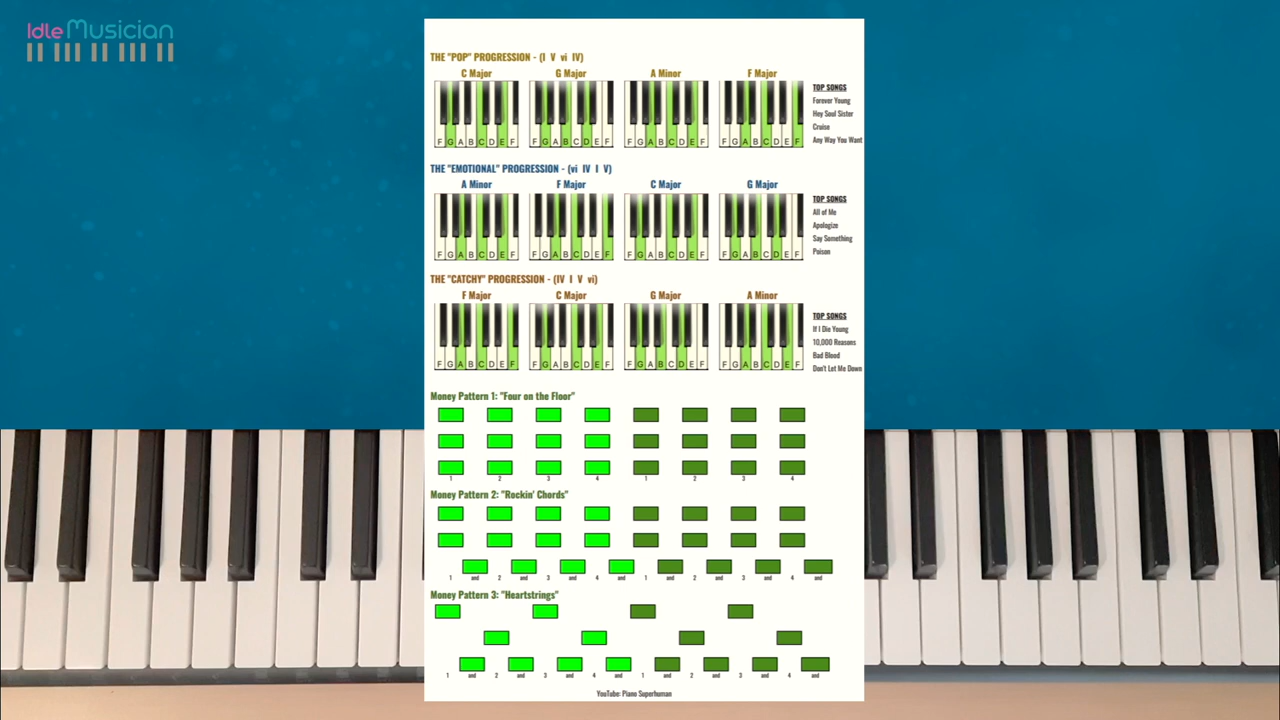 IdleMusician
THE "POP" PROGRESSION - (I V vi IV)
C Major G Major A Minor F Major
TOP SONGS
Forever Young
Hey Soul Sister
Cruise
Any Way You Want
F G A B C D E F F G A B C D E F F G A B C D E F F G A B C D E F
THE "EMOTIONAL" PROGRESSION - (vi IV I V)
A Minor F Major C Major G Major
TOP SONGS
All of Me
Apologize
Say Something
Poison
F G A B C D E F F G A B C D E F F G A B C D E F F G A B C D E F
THE "CATCHY" PROGRESSION - (IV I V vi)
F Major C Major G Major A Minor
TOP SONGS
If I Die Young
10,000 Reasons
Bad Blood
Don't Let Me Down
F G A B C D E F F G A B C D E F F G A B C D E F F G A B C D E F
Money Pattern 1: "Four on the Floor"
1 2 3 4 1 2 3 4
Money Pattern 2: "Rockin' Chords"
1 and 2 and 3 and 4 and 1 and 2 and 3 and 4 and
Money Pattern 3: "Heartstrings"
1 and 2 and 3 and 4 and 1 and 2 and 3 and 4 and
YouTube: Piano Superhuman